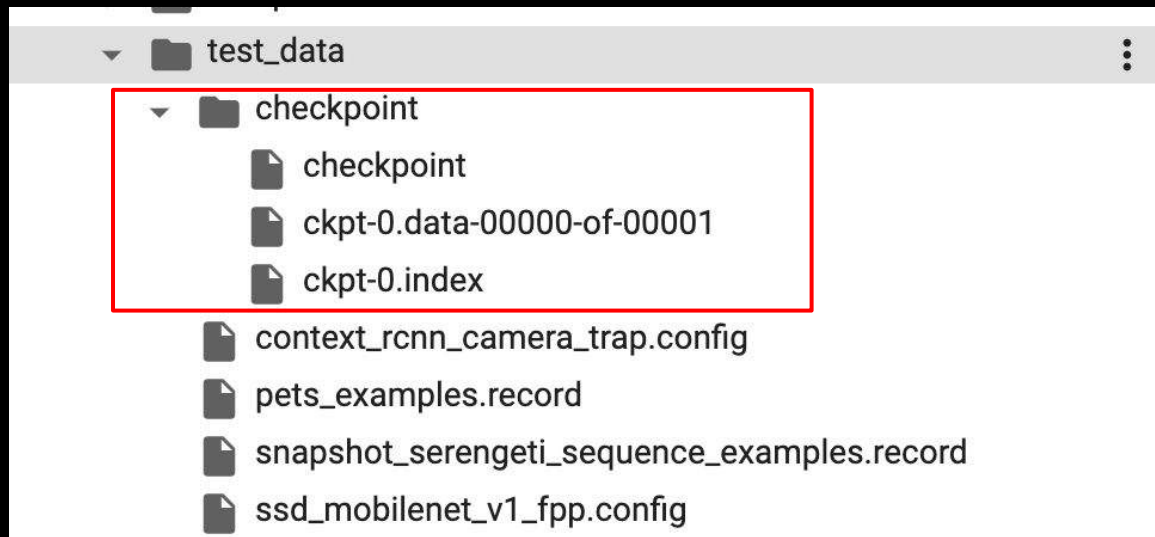 test_data
checkpoint
checkpoint
ckpt-0.data-00000-of-00001
ckpt-0.index
context_rcnn_camera_trap.config
pets_examples.record
snapshot_serengeti_sequence_examples.record
ssd_mobilenet_v1_fpp.config